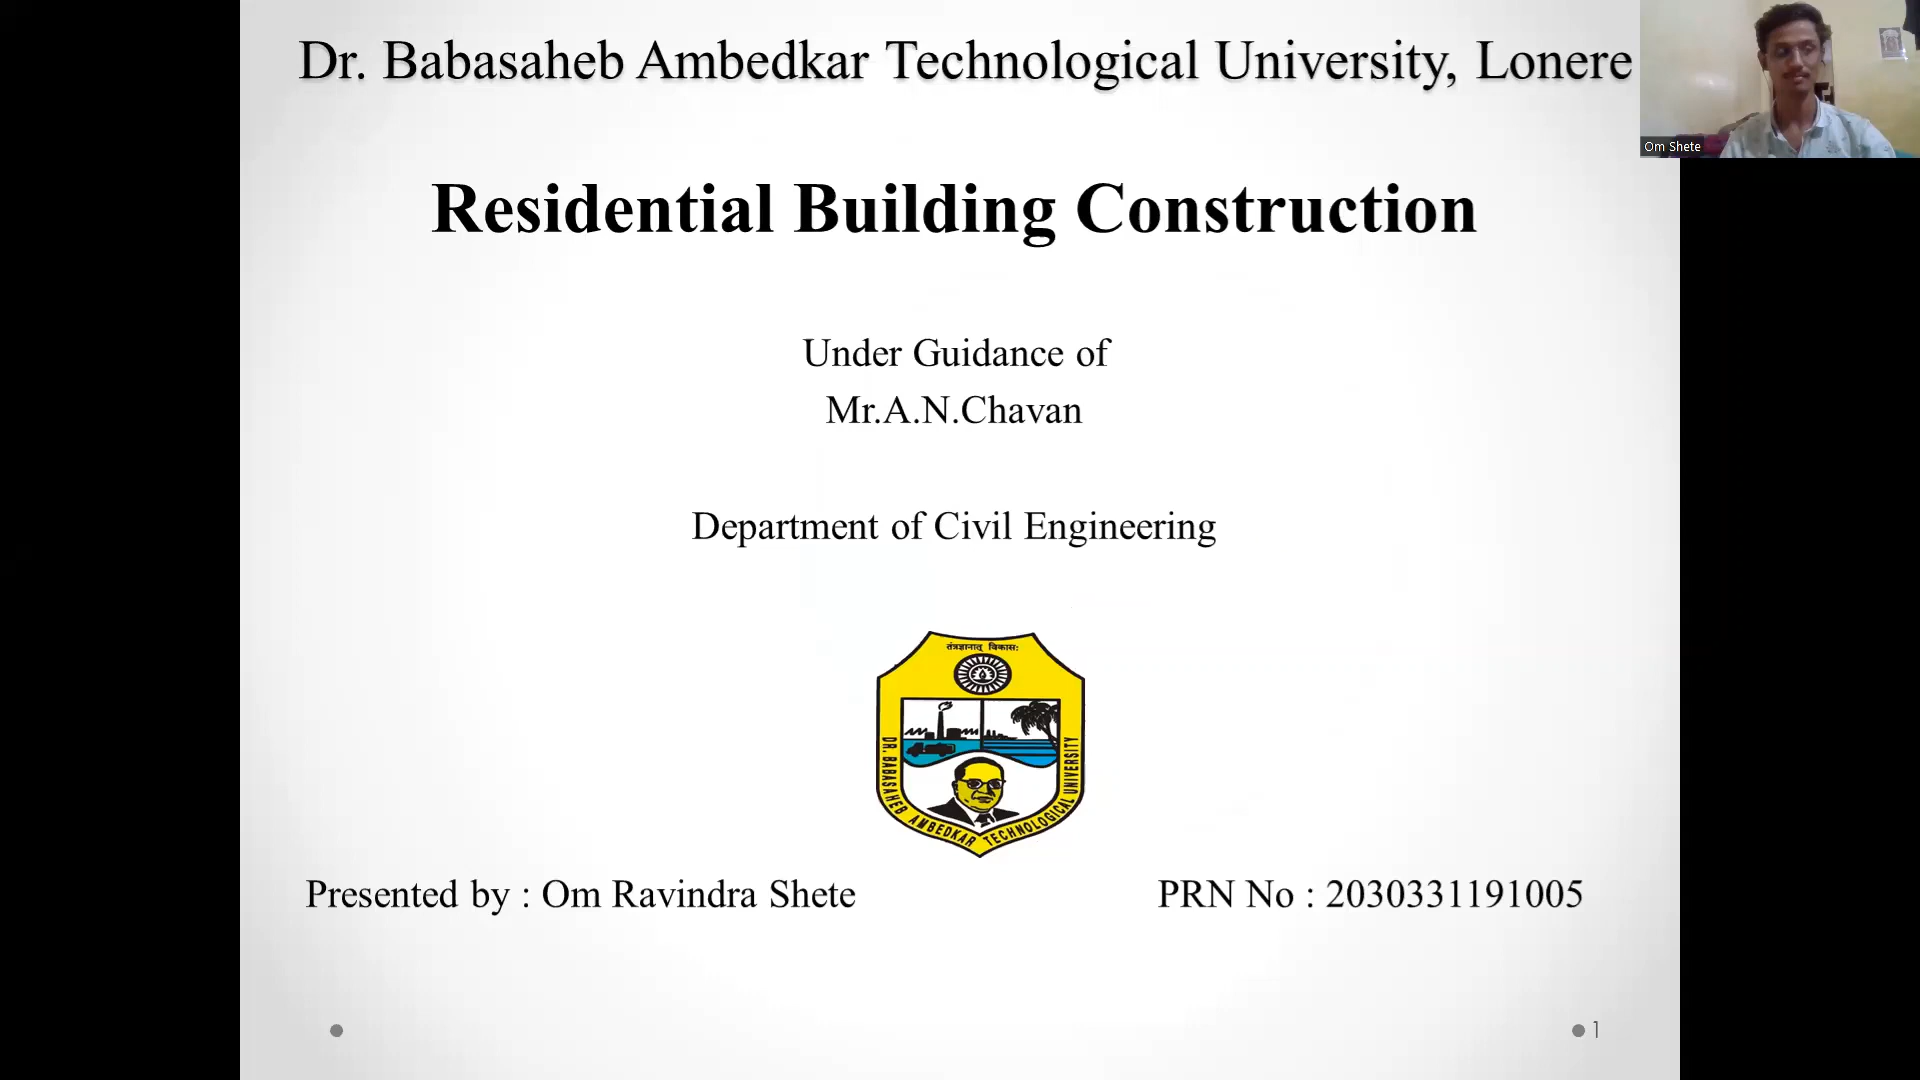 Dr. Babasaheb Ambedkar Technological University, Lonere
Om Shete
Residential Building Construction
Under Guidance of
Mr.A.N.Chavan
Department of Civil Engineering
तंत्रज्ञानात् विकासः
DR. BABASAHEB AMBEDKAR TECHNOLOGICAL UNIVERSITY
Presented by : Om Ravindra Shete
PRN No : 2030331191005
1